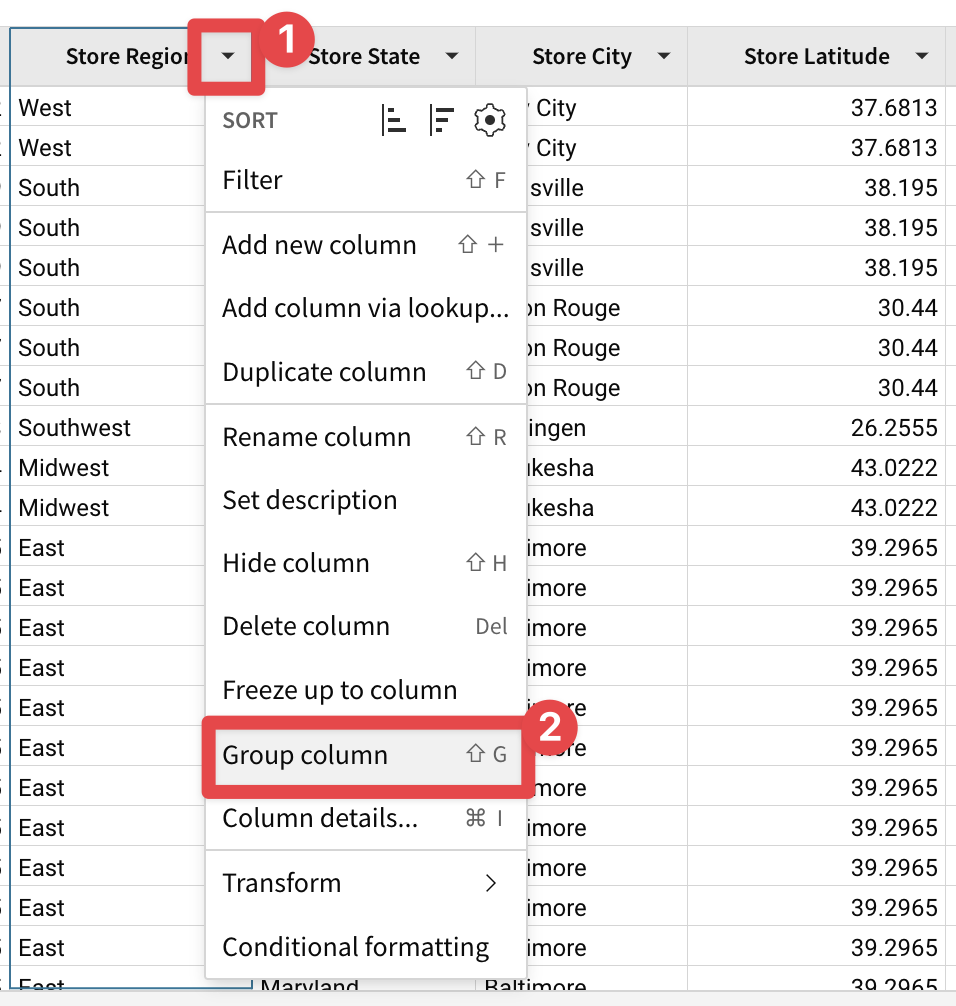 Store Region 1 Store State Store City Store Latitude
West City 37.6813
West City 37.6813
South sville 38.195
South sville 38.195
South sville 38.195
South on Rouge 30.44
South on Rouge 30.44
South on Rouge 30.44
Southwest ingen 26.2555
Midwest kesha 43.0222
Midwest kesha 43.0222
East imore 39.2965
East imore 39.2965
East imore 39.2965
East imore 39.2965
East 39.2965
East 39.2965
East imore 39.2965
East imore 39.2965
East imore 39.2965
East imore 39.2965
East imore 39.2965
East Maryland Baltimore 39.2965
SORT
Filter ⇧ F
Add new column ⇧ +
Add column via lookup...
Duplicate column ⇧ D
Rename column ⇧ R
Set description
Hide column ⇧ H
Delete column Del
Freeze up to column
2
Group column ⇧ G
Column details... ⌘ I
Transform
Conditional formatting